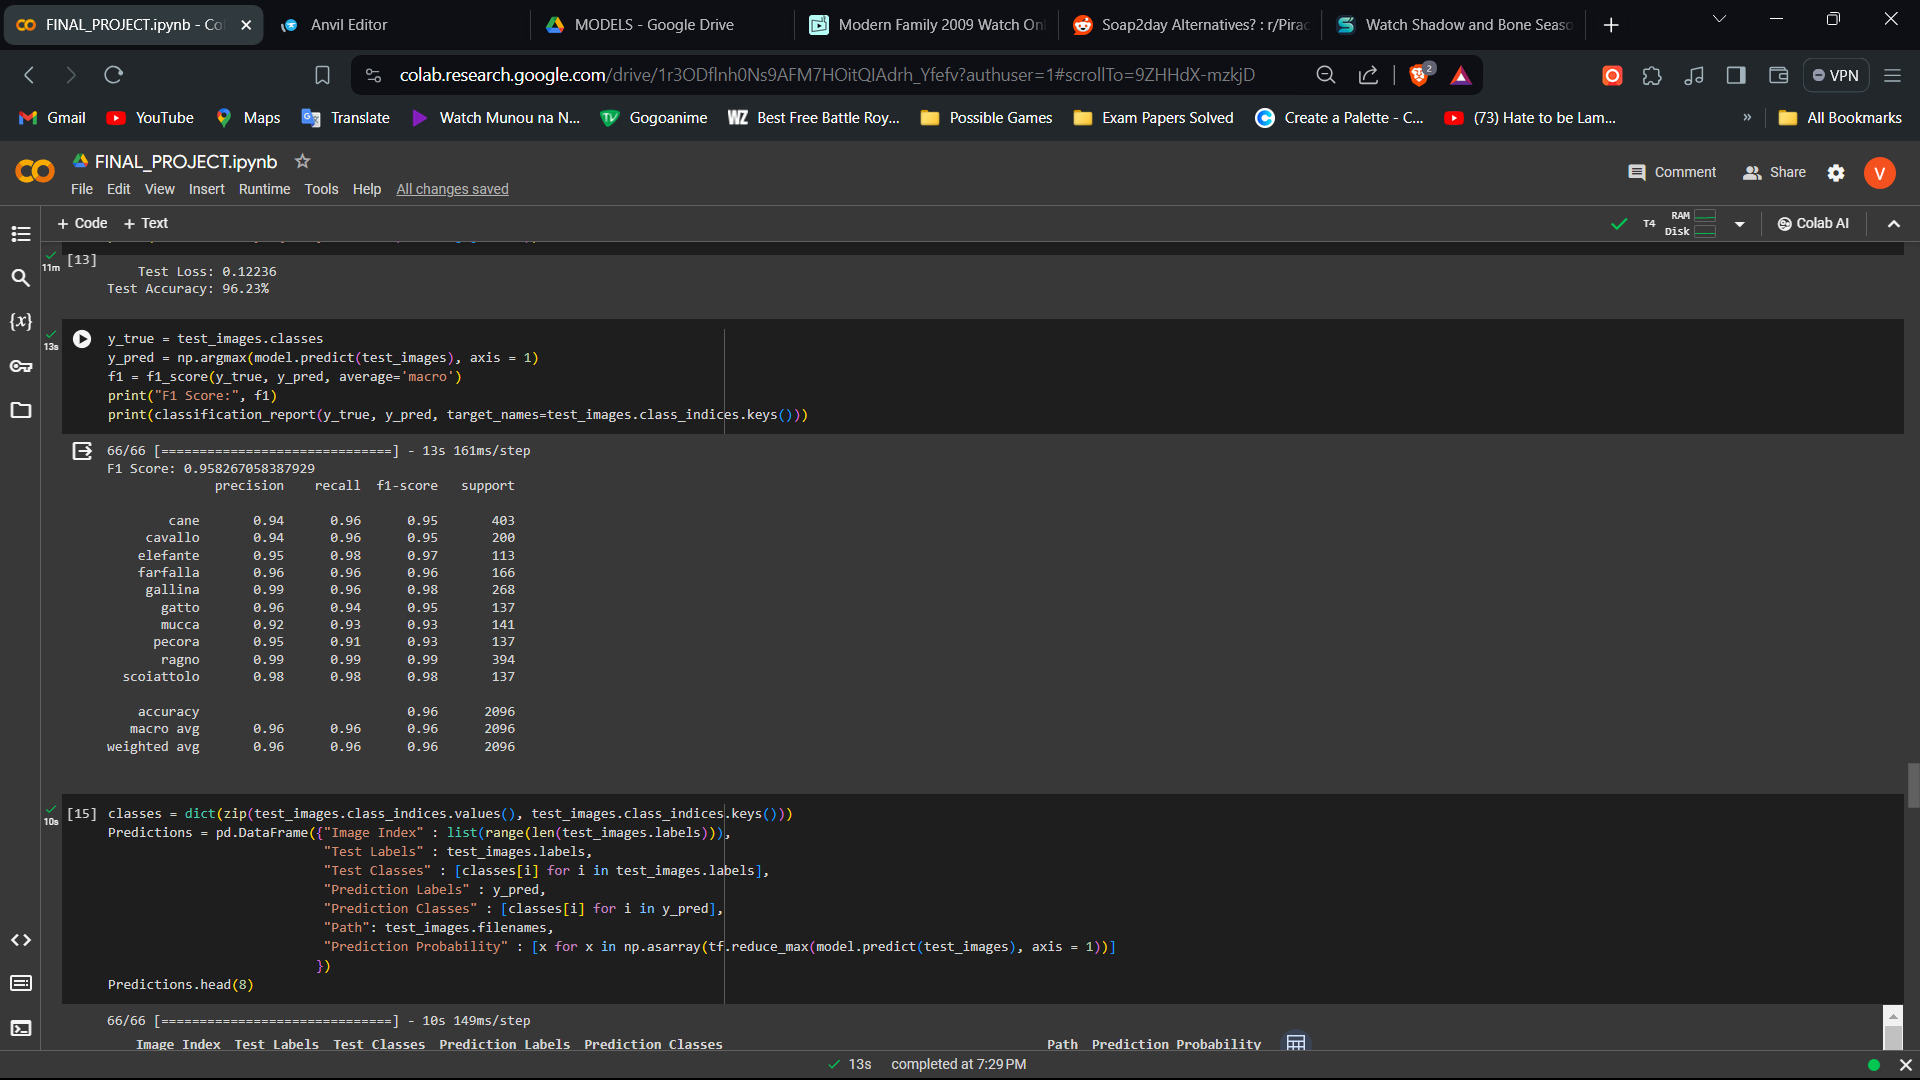 FINAL_PROJECT.ipynb - Co
Anvil Editor
MODELS - Google Drive
Modern Family 2009 Watch On
Soap2day Alternatives? : r/Pirac
Watch Shadow and Bone Seaso
colab.research.google.com/drive/1r3ODflnh0Ns9AFM7HOitQIAdrh_Yfefv?authuser=1#scrollTo=9ZHHdX-mzkjD
2
VPN
Gmail
YouTube
Maps
Translate
Watch Munou na N...
Gogoanime
Best Free Battle Roy...
Possible Games
Exam Papers Solved
Create a Palette - C...
(73) Hate to be Lam...
»
All Bookmarks
FINAL_PROJECT.ipynb
File Edit View Insert Runtime Tools Help All changes saved
Comment
Share
V
+ Code + Text
T4
RAM
Disk
Colab AI
11m
[13]
Test Loss: 0.12236
Test Accuracy: 96.23%
13s
y_true = test_images.classes
y_pred = np.argmax(model.predict(test_images), axis = 1)
f1 = f1_score(y_true, y_pred, average='macro')
print("F1 Score:", f1)
print(classification_report(y_true, y_pred, target_names=test_images.class_indices.keys()))
66/66 [==============================] - 13s 161ms/step
F1 Score: 0.958267058387929
precision recall f1-score support
cane 0.94 0.96 0.95 403
cavallo 0.94 0.96 0.95 200
elefante 0.95 0.98 0.97 113
farfalla 0.96 0.96 0.96 166
gallina 0.99 0.96 0.98 268
gatto 0.96 0.94 0.95 137
mucca 0.92 0.93 0.93 141
pecora 0.95 0.91 0.93 137
ragno 0.99 0.99 0.99 394
scoiattolo 0.98 0.98 0.98 137
accuracy 0.96 2096
macro avg 0.96 0.96 0.96 2096
weighted avg 0.96 0.96 0.96 2096
10s
[15] classes = dict(zip(test_images.class_indices.values(), test_images.class_indices.keys()))
Predictions = pd.DataFrame({"Image Index" : list(range(len(test_images.labels))),
"Test Labels" : test_images.labels,
"Test Classes" : [classes[i] for i in test_images.labels],
"Prediction Labels" : y_pred,
"Prediction Classes" : [classes[i] for i in y_pred],
"Path": test_images.filenames,
"Prediction Probability" : [x for x in np.asarray(tf.reduce_max(model.predict(test_images), axis = 1))]
})
Predictions.head(8)
66/66 [==============================] - 10s 149ms/step
Image Index Test Labels Test Classes Prediction Labels Prediction Classes Path Prediction Probability
13s completed at 7:29 PM